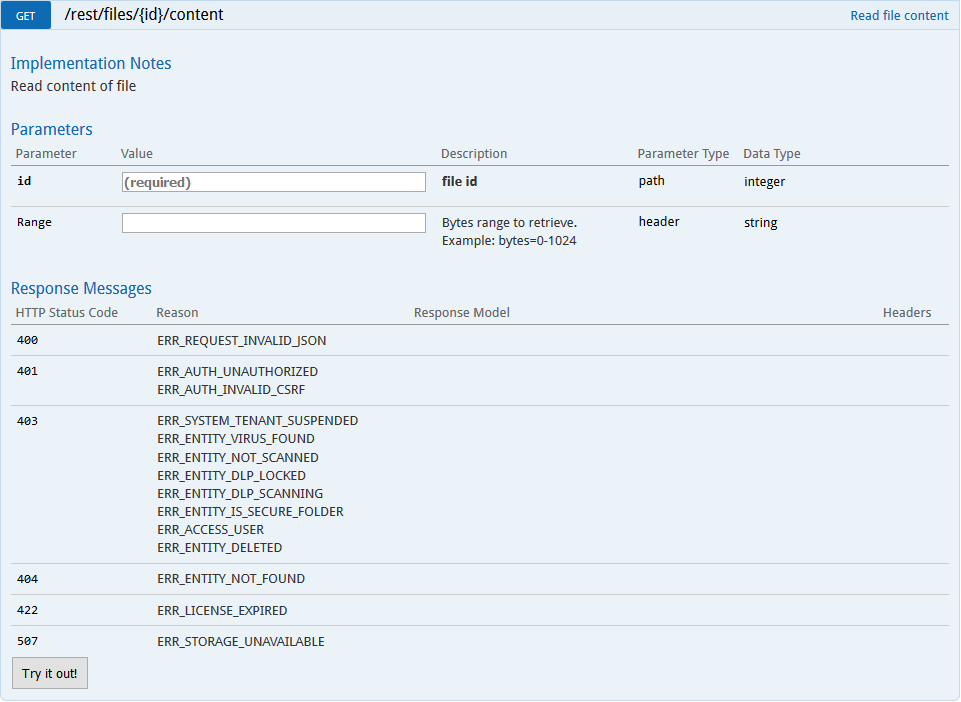 GET /rest/files/{id}/content Read file content
Implementation Notes
Read content of file
Parameters
Parameter Value Description Parameter Type Data Type
id (required) file id path integer
Range Bytes range to retrieve. header string
Example: bytes=0-1024
Response Messages
HTTP Status Code Reason Response Model Headers
400 ERR_REQUEST_INVALID_JSON
401 ERR_AUTH_UNAUTHORIZED
ERR_AUTH_INVALID_CSRF
403 ERR_SYSTEM_TENANT_SUSPENDED
ERR_ENTITY_VIRUS_FOUND
ERR_ENTITY_NOT_SCANNED
ERR_ENTITY_DLP_LOCKED
ERR_ENTITY_DLP_SCANNING
ERR_ENTITY_IS_SECURE_FOLDER
ERR_ACCESS_USER
ERR_ENTITY_DELETED
404 ERR_ENTITY_NOT_FOUND
422 ERR_LICENSE_EXPIRED
507 ERR_STORAGE_UNAVAILABLE
Try it out!